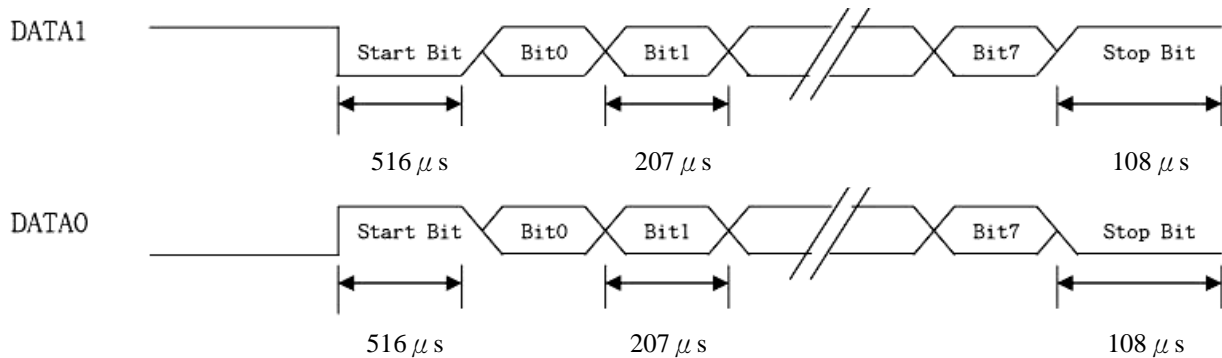 DATA1
Start Bit Bit0 Bit1 Bit7 Stop Bit
516 μs 207 μs 108 μs
DATA0
Start Bit Bit0 Bit1 Bit7 Stop Bit
516 μs 207 μs 108 μs